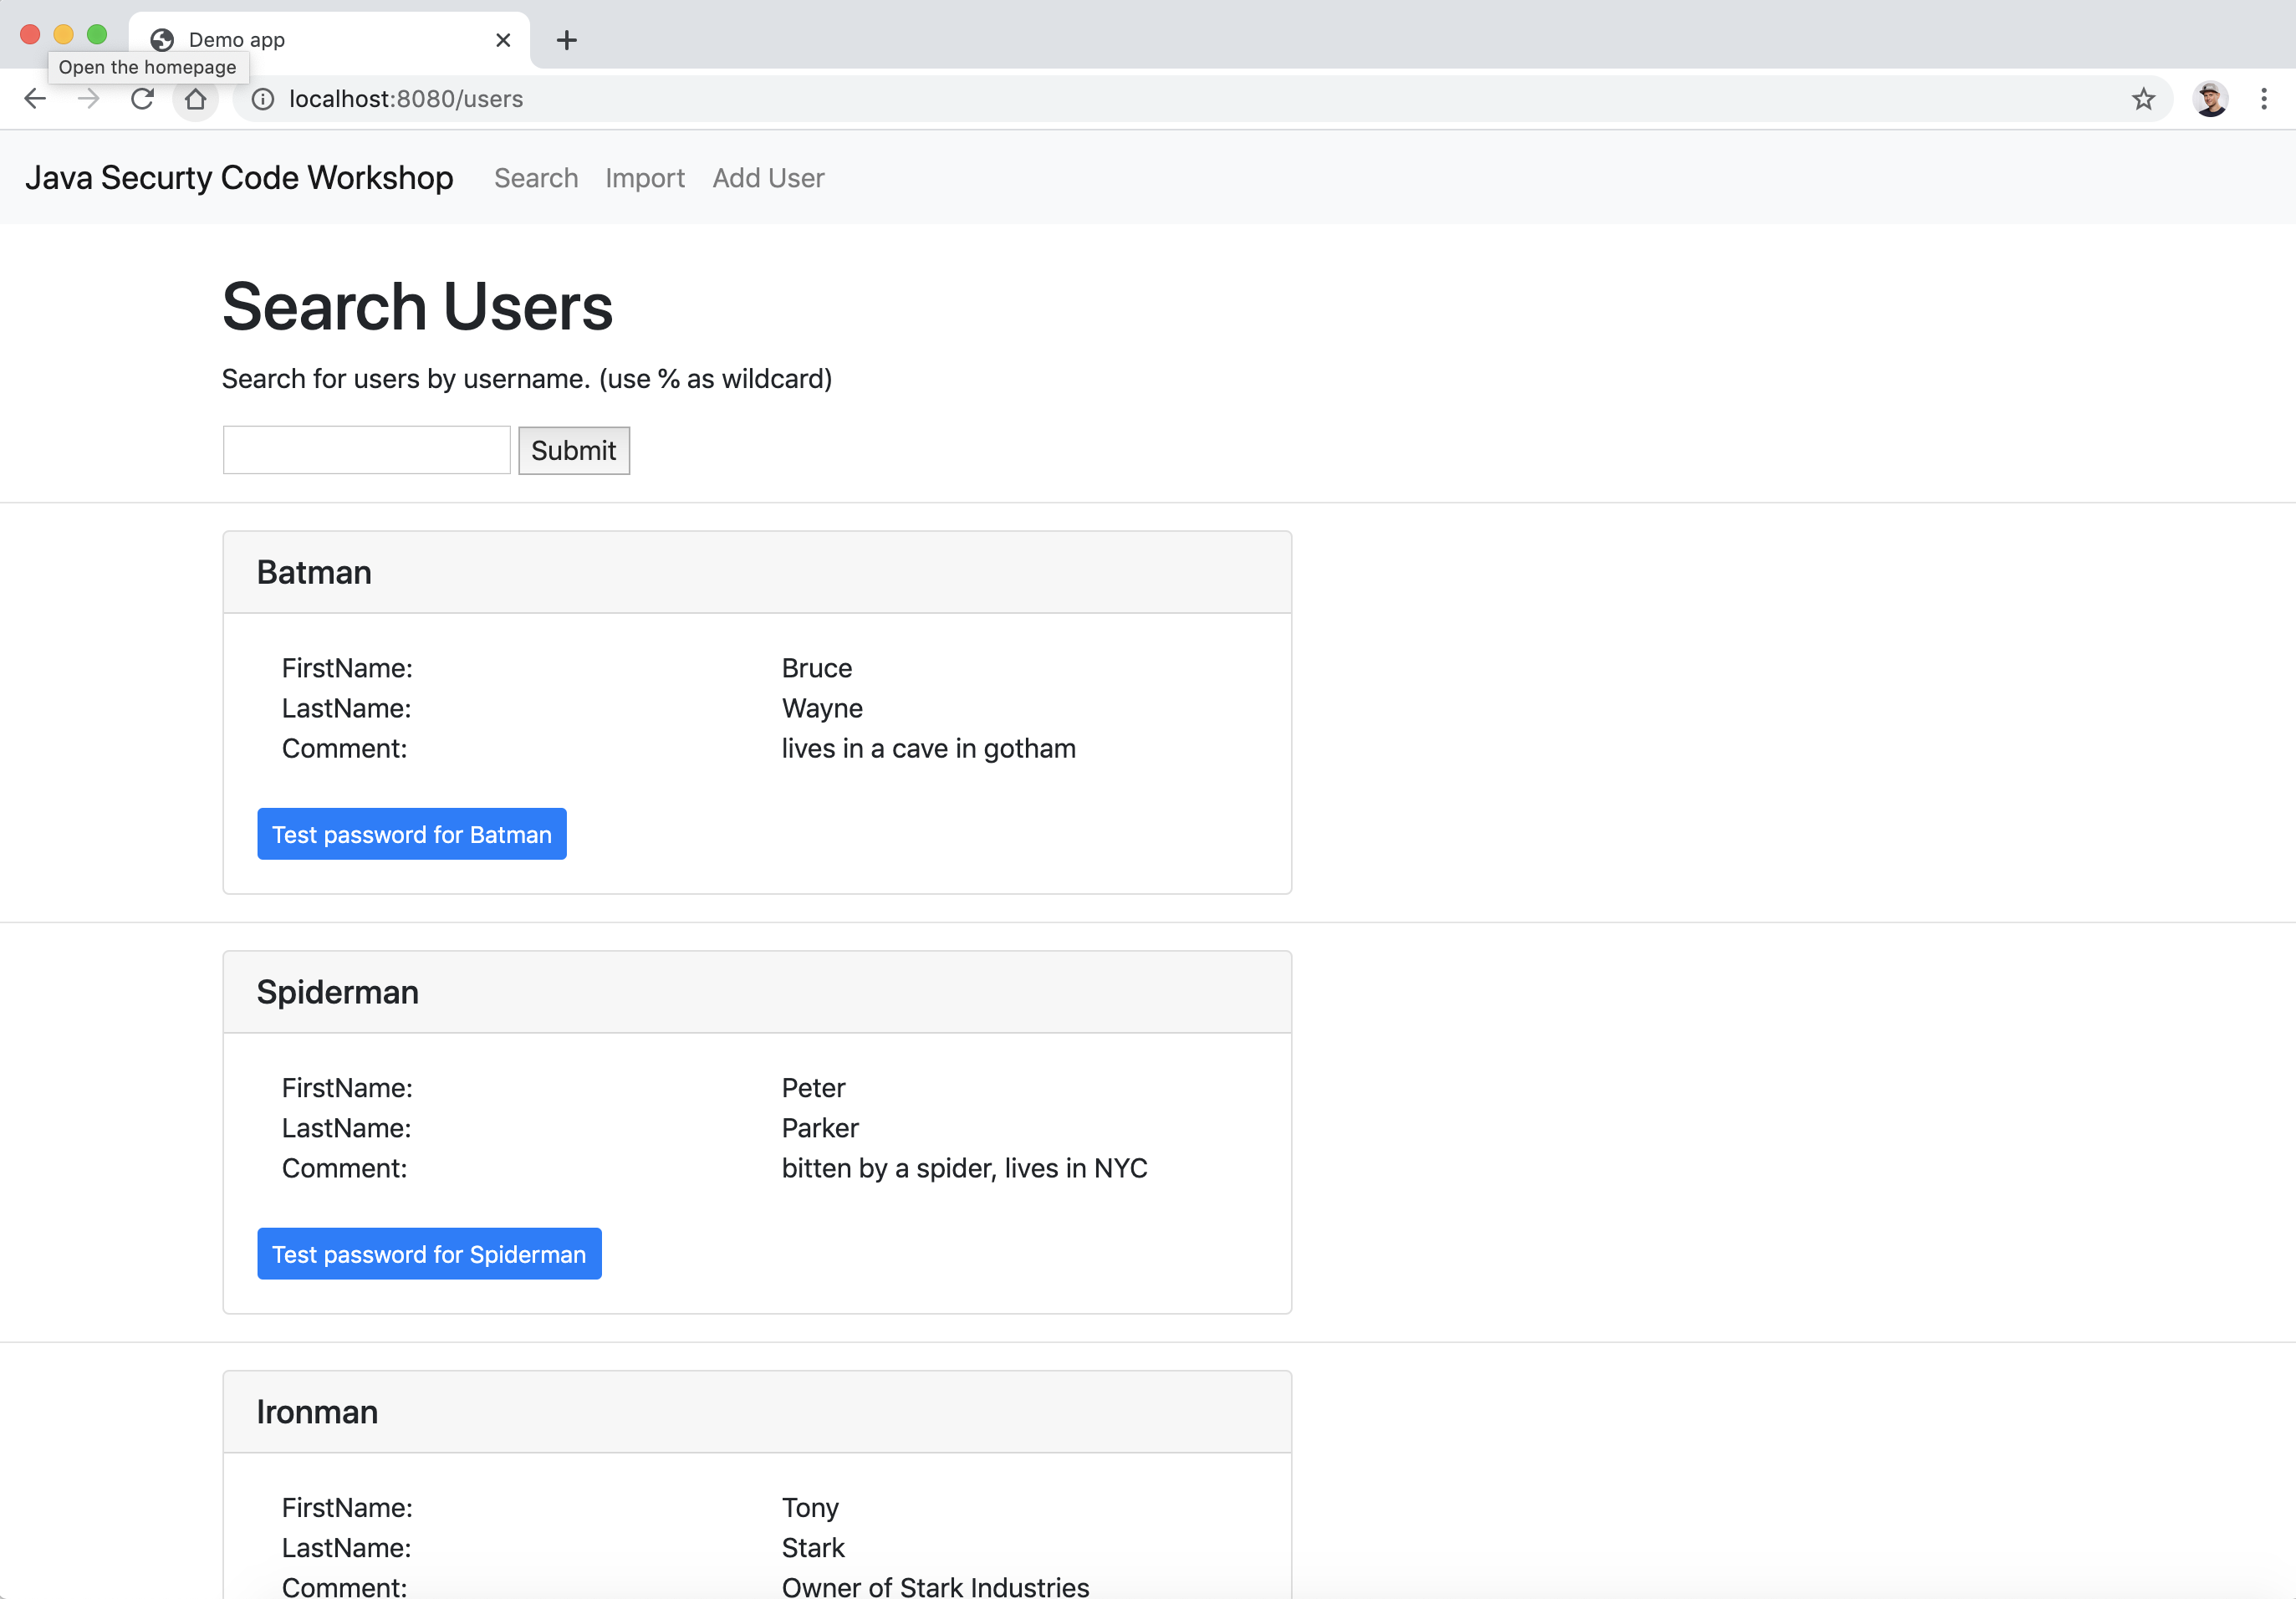 Demo app
Open the homepage
localhost:8080/users
Java Securty Code Workshop Search Import Add User
Search Users
Search for users by username. (use % as wildcard)
Submit
Batman
FirstName: Bruce
LastName: Wayne
Comment: lives in a cave in gotham
Test password for Batman
Spiderman
FirstName: Peter
LastName: Parker
Comment: bitten by a spider, lives in NYC
Test password for Spiderman
Ironman
FirstName: Tony
LastName: Stark
Comment: Owner of Stark Industries